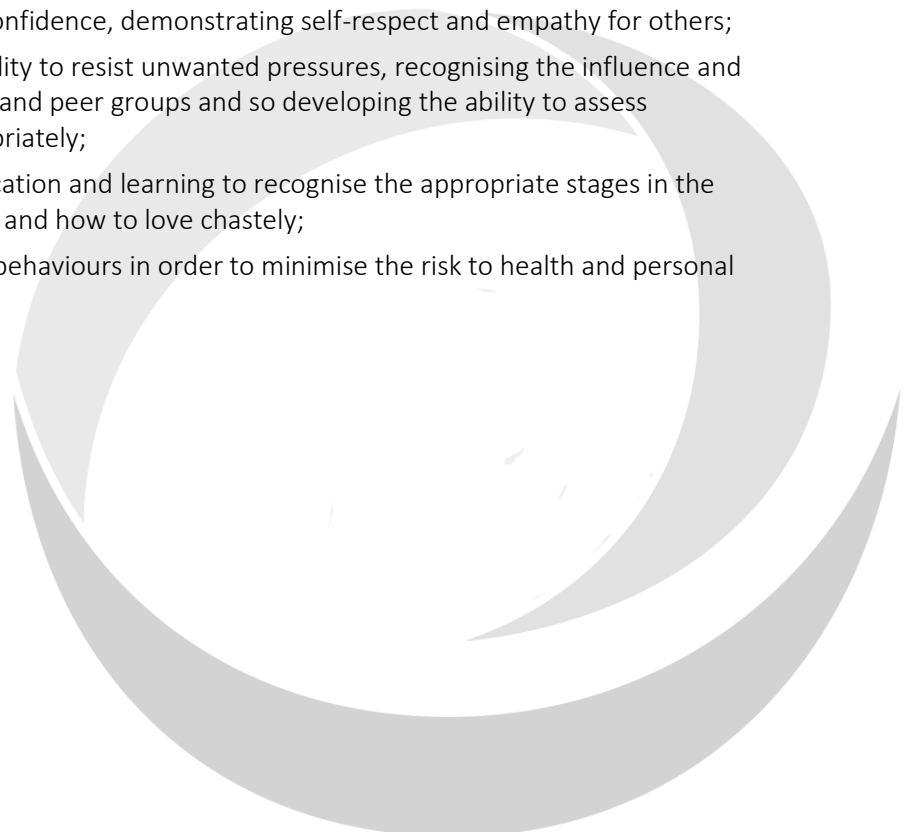 onfidence, demonstrating self-respect and empathy for others;
lity to resist unwanted pressures, recognising the influence and
and peer groups and so developing the ability to assess
riately;
cation and learning to recognise the appropriate stages in the
and how to love chastely;
behaviours in order to minimise the risk to health and personal